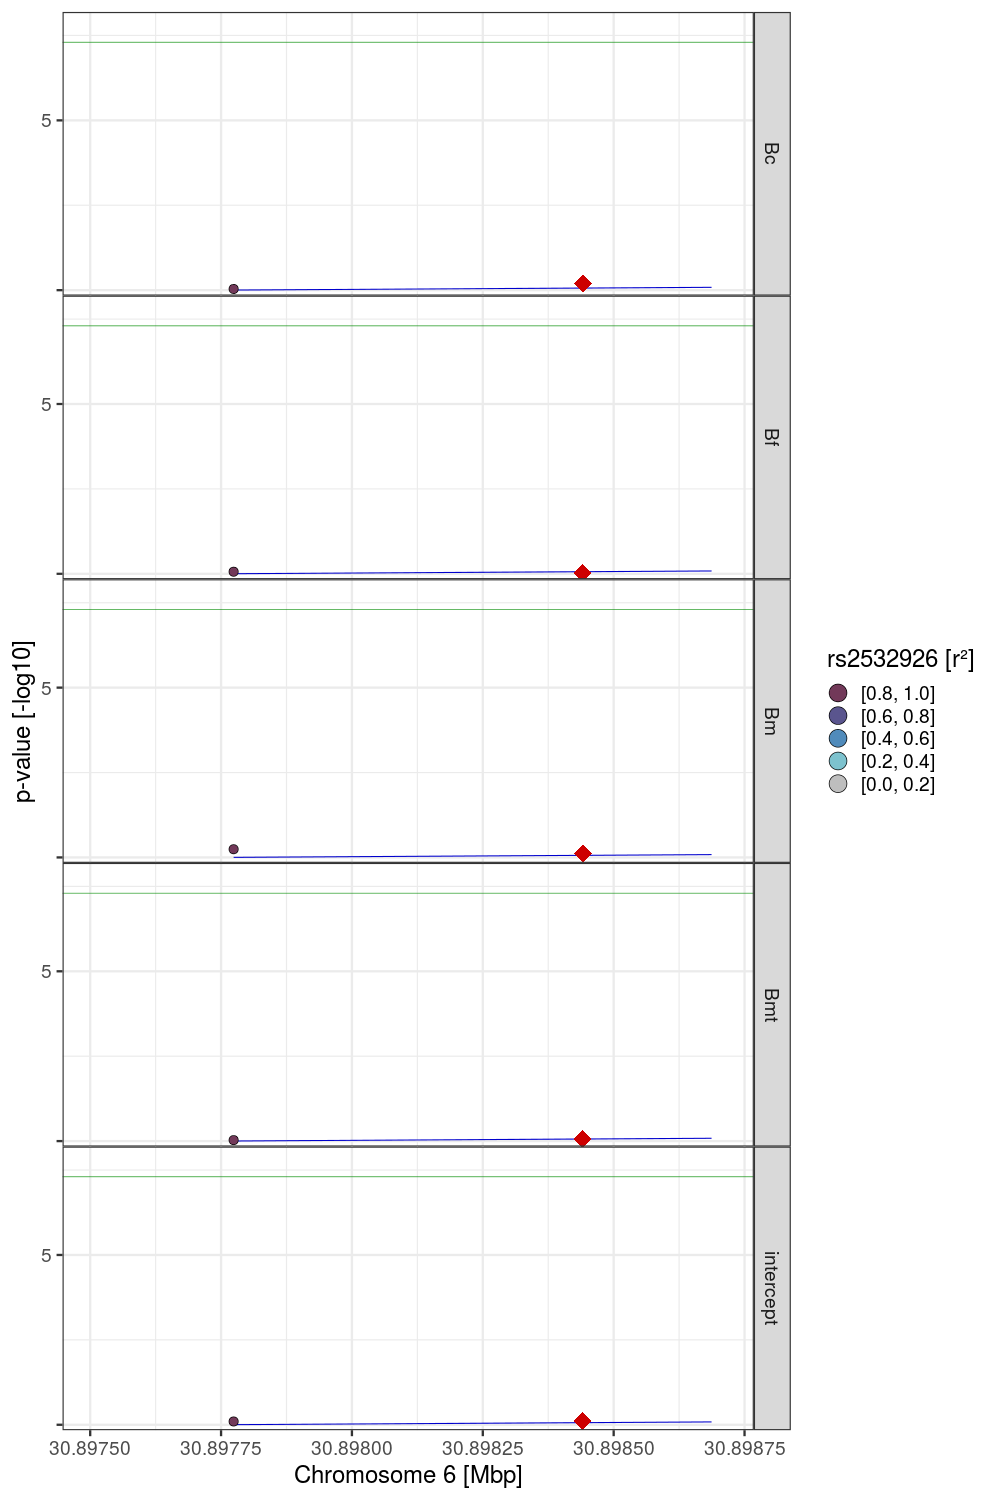 5
Bc
5
Bf
5
Bm
5
Bmt
5
intercept
p-value [-log10]
30.89750 30.89775 30.89800 30.89825 30.89850 30.89875
Chromosome 6 [Mbp]
rs2532926 [r²]
[0.8, 1.0]
[0.6, 0.8]
[0.4, 0.6]
[0.2, 0.4]
[0.0, 0.2]